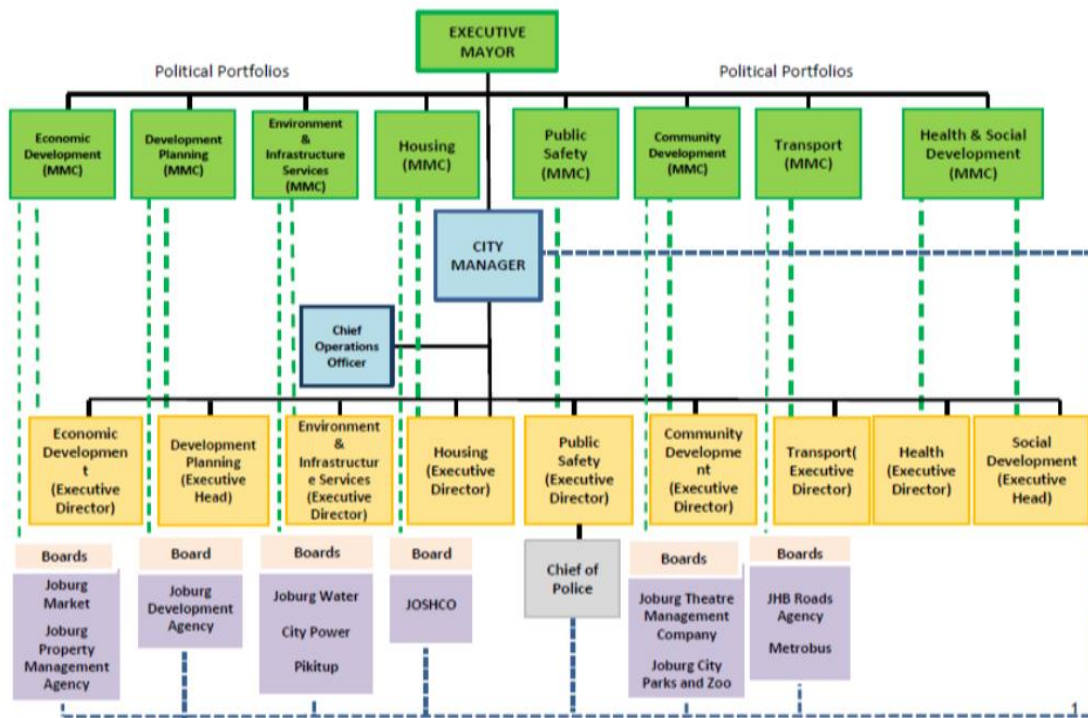 EXECUTIVE
MAYOR
Political Portfolios
Political Portfolios
Economic
Development
(MMC)
Development
Planning
(MMC)
Environment
&
Infrastructure
Services
(MMC)
Housing
(MMC)
Public
Safety
(MMC)
Community
Development
(MMC)
Transport
(MMC)
Health & Social
Development
(MMC)
CITY
MANAGER
Chief
Operations
Officer
Economic
Developmen
t
(Executive
Director)
Development
Planning
(Executive
Head)
Environment
&
Infrastructur
e Services
(Executive
Director)
Housing
(Executive
Director)
Public
Safety
(Executive
Director)
Community
Developme
nt
(Executive
Director)
Transport(
Executive
Director)
Health
(Executive
Director)
Social
Development
(Executive
Head)
Boards
Joburg
Market
Joburg
Property
Management
Agency
Board
Joburg
Development
Agency
Boards
Joburg Water
City Power
Pikitup
Board
JOSHCO
Chief of
Police
Boards
Joburg Theatre
Management
Company
Joburg City
Parks and Zoo
Boards
JHB Roads
Agency
Metrobus
1